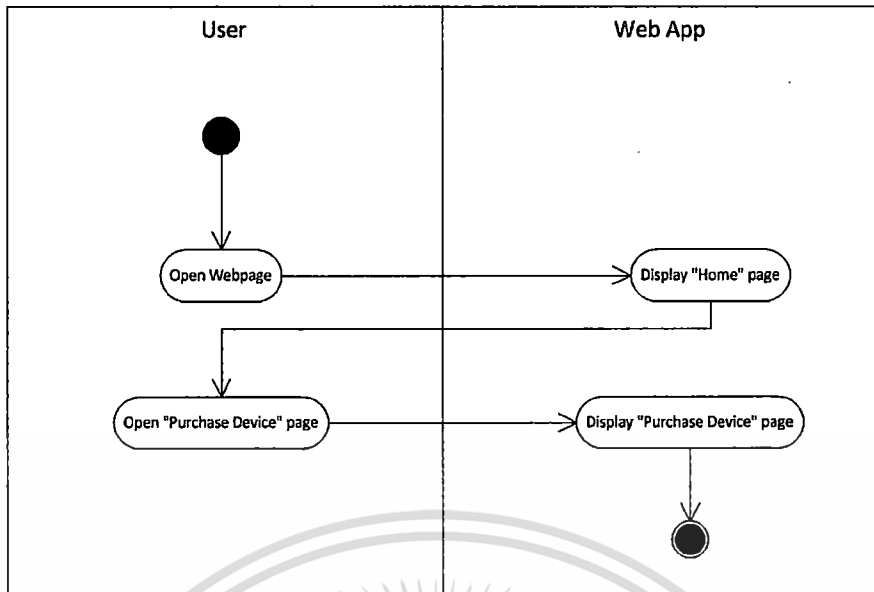 User
Web App
Open Webpage
Display "Home" page
Open "Purchase Device" page
Display "Purchase Device" page